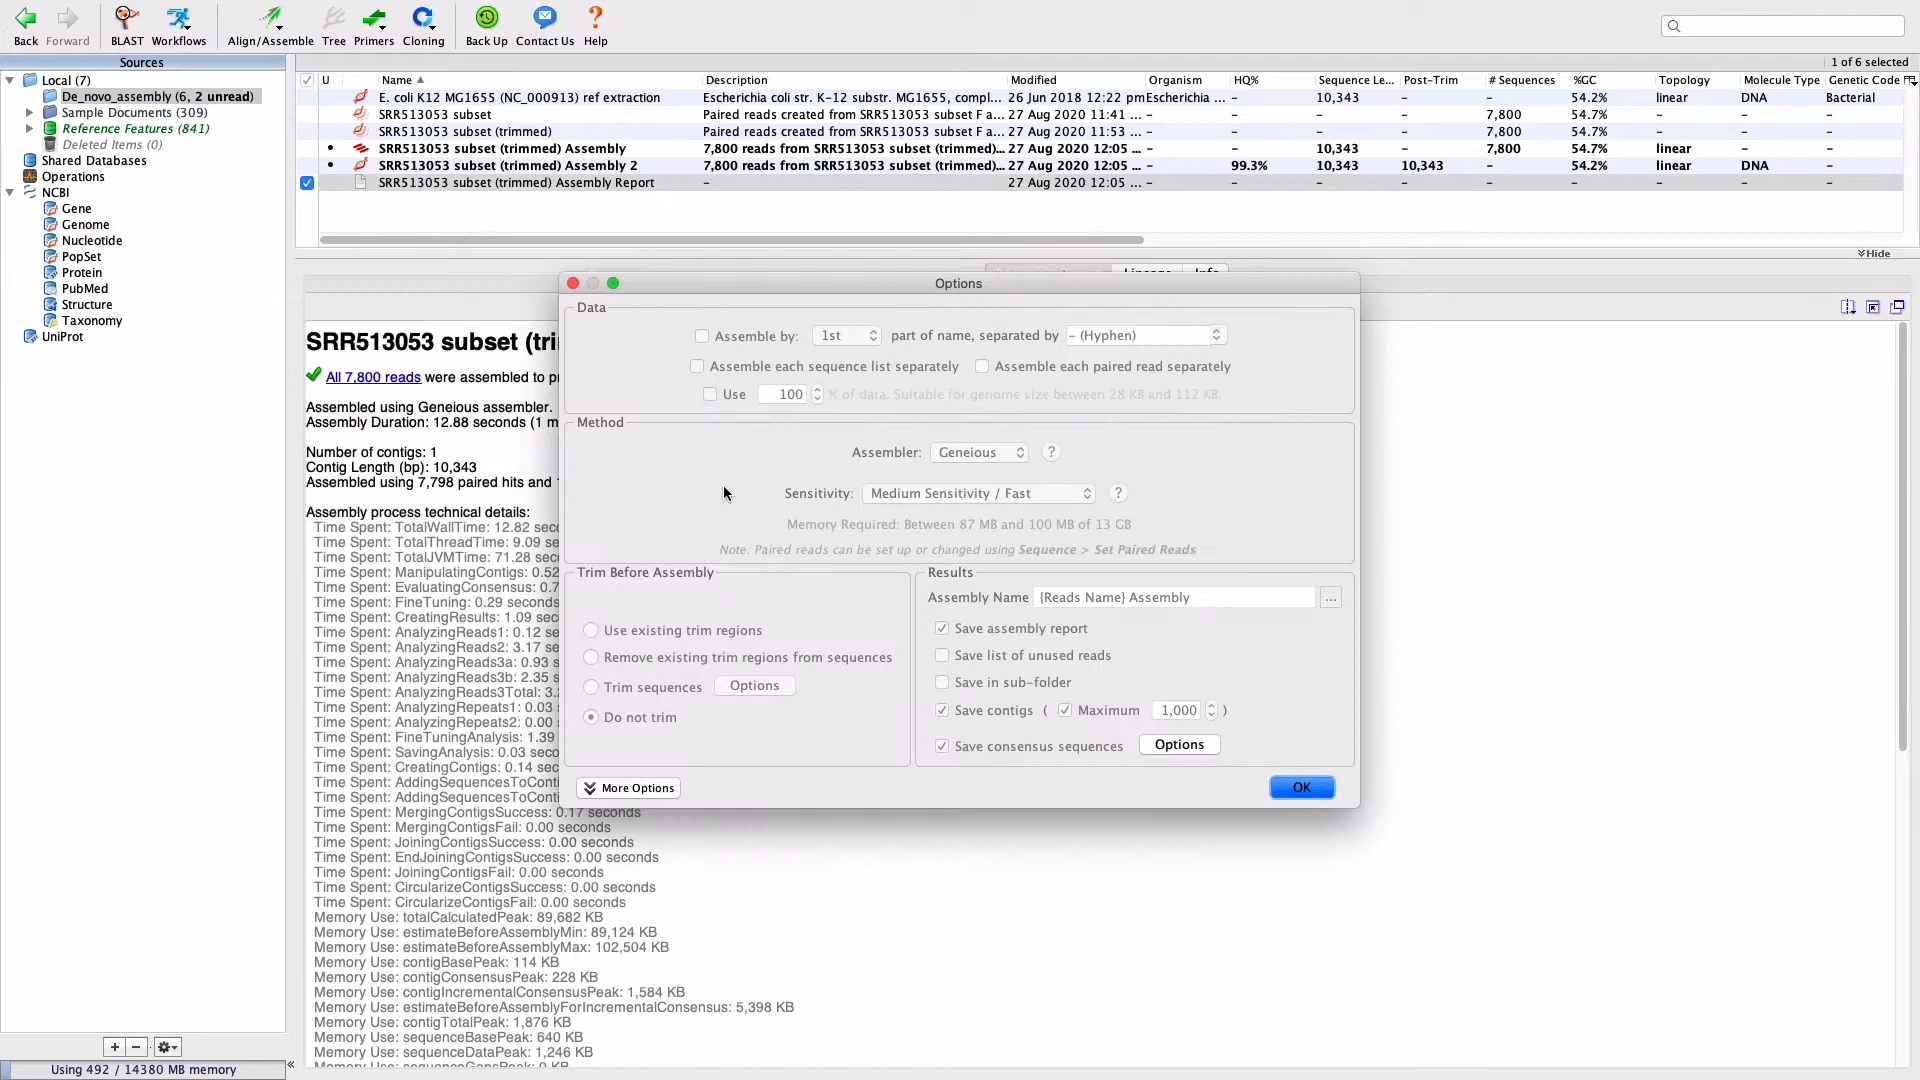 Back Forward BLAST Workflows Align/Assemble Tree Primers Cloning Back Up Contact Us Help
Sources
1 of 6 selected
U Name Description Modified Organism HQ% Sequence Le... Post-Trim # Sequences %GC Topology Molecule Type Genetic Code
E. coli K12 MG1655 (NC_000913) ref extraction Escherichia coli str. K-12 substr. MG1655, compl... 26 Jun 2018 12:22 pm Escherichia ... – 10,343 – – 54.2% linear DNA Bacterial
SRR513053 subset Paired reads created from SRR513053 subset F a... 27 Aug 2020 11:41 ... – – – – 7,800 54.7% – – –
SRR513053 subset (trimmed) Paired reads created from SRR513053 subset F a... 27 Aug 2020 11:53 ... – – – – 7,800 54.7% – – –
SRR513053 subset (trimmed) Assembly 7,800 reads from SRR513053 subset (trimmed)... 27 Aug 2020 12:05 ... – – 10,343 – 7,800 54.7% linear – –
SRR513053 subset (trimmed) Assembly 2 7,800 reads from SRR513053 subset (trimmed)... 27 Aug 2020 12:05 ... – 99.3% 10,343 10,343 – 54.2% linear DNA –
SRR513053 subset (trimmed) Assembly Report – 27 Aug 2020 12:05 ... – – – – – – – – –
Hide
Local (7)
De_novo_assembly (6, 2 unread)
Sample Documents (309)
Reference Features (841)
Deleted Items (0)
Shared Databases
Operations
NCBI
Gene
Genome
Nucleotide
PopSet
Protein
PubMed
Structure
Taxonomy
UniProt
Options
Data
Assemble by: 1st part of name, separated by – (Hyphen)
Assemble each sequence list separately Assemble each paired read separately
Use 100 % of data. Suitable for genome size between 28 KB and 112 KB.
Method
Assembler: Geneious ?
Sensitivity: Medium Sensitivity / Fast ?
Memory Required: Between 87 MB and 100 MB of 13 GB
Note: Paired reads can be set up or changed using Sequence > Set Paired Reads
Trim Before Assembly
Use existing trim regions
Remove existing trim regions from sequences
Trim sequences Options
Do not trim
Results
Assembly Name {Reads Name} Assembly ...
Save assembly report
Save list of unused reads
Save in sub-folder
Save contigs ( Maximum 1,000 )
Save consensus sequences Options
More Options
OK
SRR513053 subset (tri
All 7,800 reads were assembled to p
Assembled using Geneious assembler.
Assembly Duration: 12.88 seconds (1 m
Number of contigs: 1
Contig Length (bp): 10,343
Assembled using 7,798 paired hits and
Assembly process technical details:
Time Spent: TotalWallTime: 12.82 seco
Time Spent: TotalThreadTime: 9.09 sec
Time Spent: TotalJVMTime: 71.28 sec
Time Spent: ManipulatingContigs: 0.52
Time Spent: EvaluatingConsensus: 0.7
Time Spent: FineTuning: 0.29 seconds
Time Spent: CreatingResults: 1.09 sec
Time Spent: AnalyzingReads1: 0.12 se
Time Spent: AnalyzingReads2: 3.17 sec
Time Spent: AnalyzingReads3a: 0.93 s
Time Spent: AnalyzingReads3b: 2.35 s
Time Spent: AnalyzingReads3Total: 3.2
Time Spent: AnalyzingRepeats1: 0.03 s
Time Spent: AnalyzingRepeats2: 0.00 s
Time Spent: FineTuningAnalysis: 1.39
Time Spent: SavingAnalysis: 0.03 seco
Time Spent: CreatingContigs: 0.14 sec
Time Spent: AddingSequencesToConti
Time Spent: AddingSequencesToConti
Time Spent: MergingContigsSuccess: 0.17 seconds
Time Spent: MergingContigsFail: 0.00 seconds
Time Spent: JoiningContigsSuccess: 0.00 seconds
Time Spent: EndJoiningContigsSuccess: 0.00 seconds
Time Spent: JoiningContigsFail: 0.00 seconds
Time Spent: CircularizeContigsSuccess: 0.00 seconds
Time Spent: CircularizeContigsFail: 0.00 seconds
Memory Use: totalCalculatedPeak: 89,682 KB
Memory Use: estimateBeforeAssemblyMin: 89,124 KB
Memory Use: estimateBeforeAssemblyMax: 102,504 KB
Memory Use: contigBasePeak: 114 KB
Memory Use: contigConsensusPeak: 228 KB
Memory Use: contigIncrementalConsensusPeak: 1,584 KB
Memory Use: estimateBeforeAssemblyForIncrementalConsensus: 5,398 KB
Memory Use: contigTotalPeak: 1,876 KB
Memory Use: sequenceBasePeak: 640 KB
Memory Use: sequenceDataPeak: 1,246 KB
Memory Use: sequenceGapsPeak: 0 KB
Using 492 / 14380 MB memory